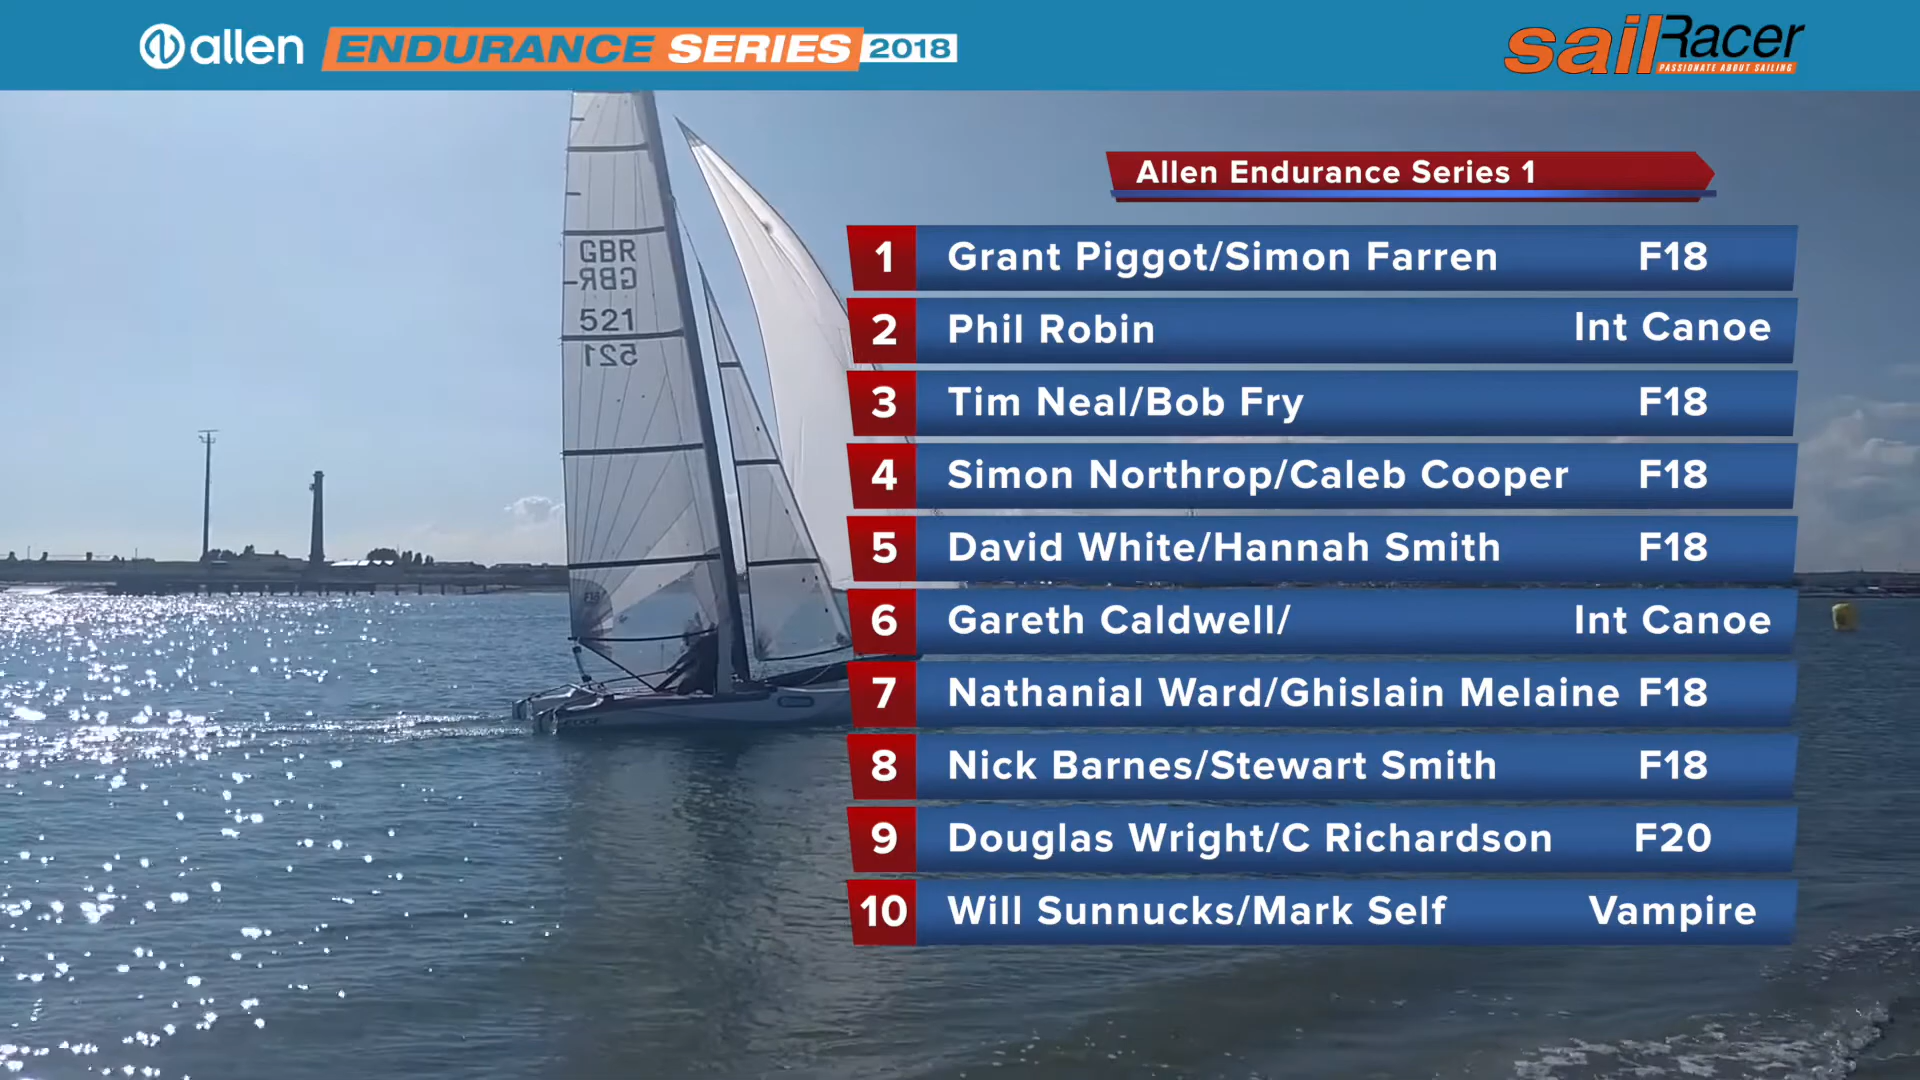 allen ENDURANCE SERIES 2018
sailRacer
PASSIONATE ABOUT SAILING
Allen Endurance Series 1
1 Grant Piggot/Simon Farren F18
2 Phil Robin Int Canoe
3 Tim Neal/Bob Fry F18
4 Simon Northrop/Caleb Cooper F18
5 David White/Hannah Smith F18
6 Gareth Caldwell/ Int Canoe
7 Nathanial Ward/Ghislain Melaine F18
8 Nick Barnes/Stewart Smith F18
9 Douglas Wright/C Richardson F20
10 Will Sunnucks/Mark Self Vampire
GBR
GBR
521
521